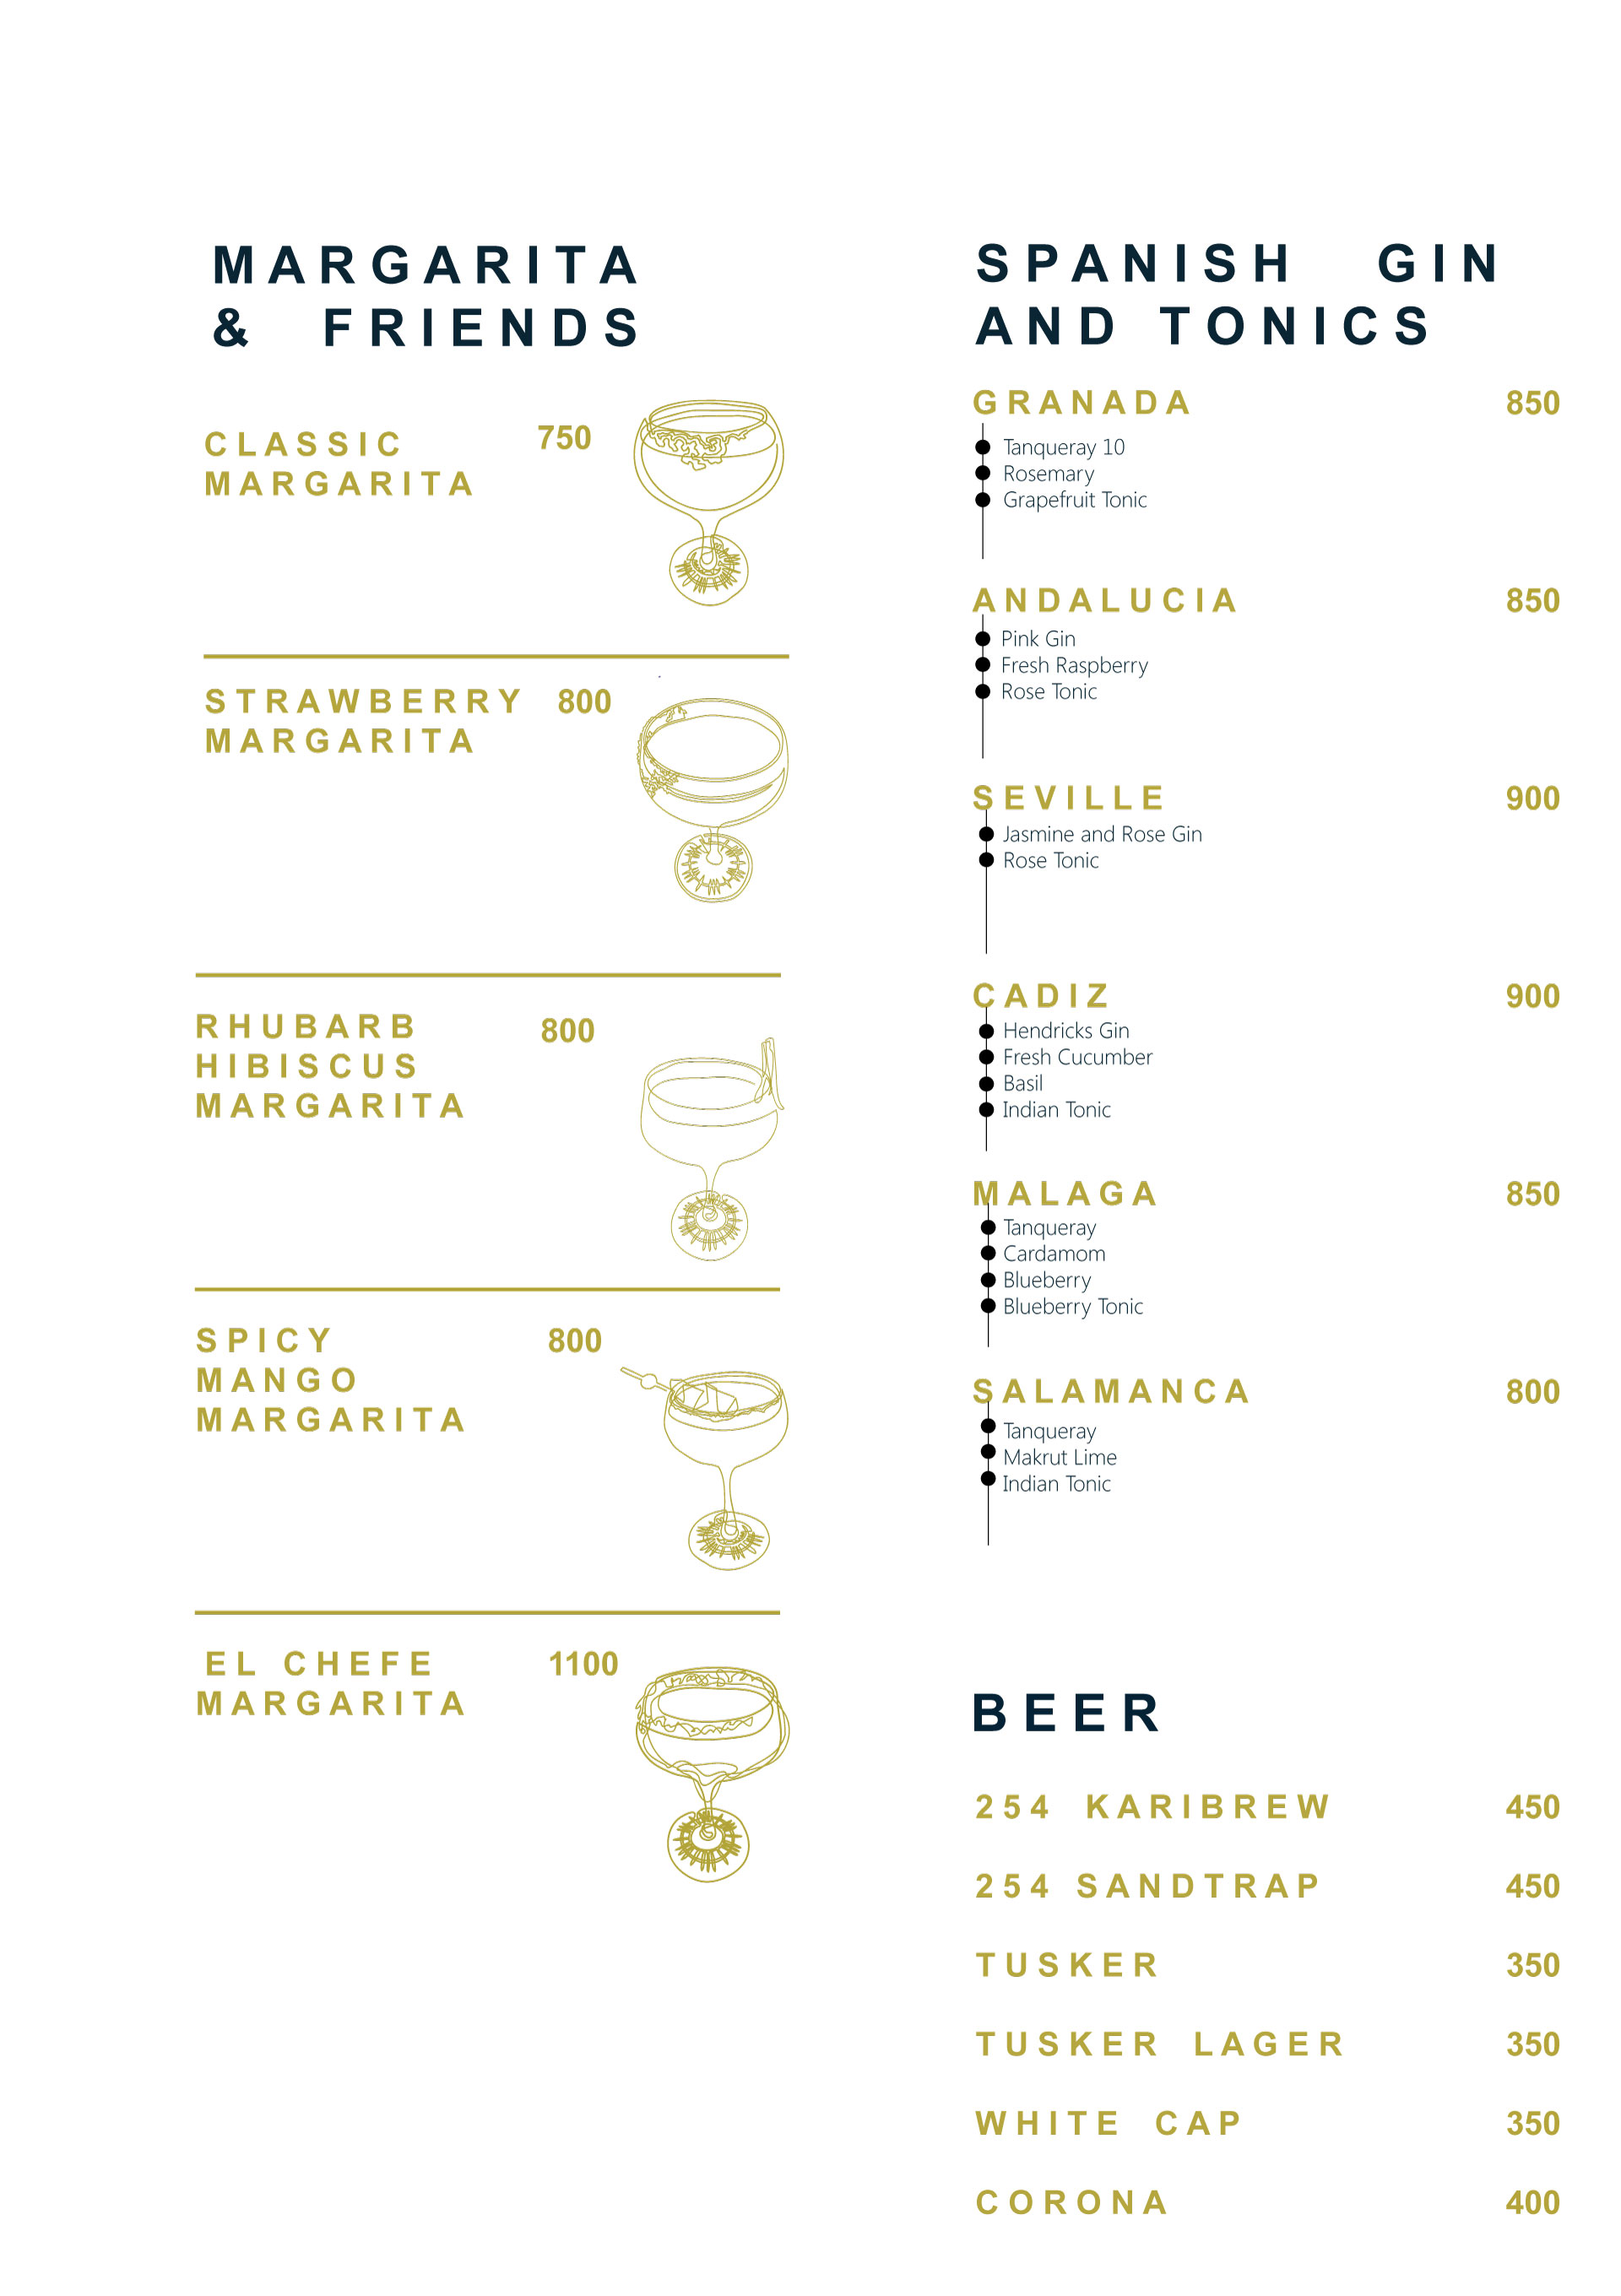 MARGARITA
& FRIENDS
CLASSIC 750
MARGARITA
STRAWBERRY 800
MARGARITA
RHUBARB 800
HIBISCUS
MARGARITA
SPICY 800
MANGO
MARGARITA
EL CHEFE 1100
MARGARITA
SPANISH GIN
AND TONICS
GRANADA 850
Tanqueray 10
Rosemary
Grapefruit Tonic
ANDALUCIA 850
Pink Gin
Fresh Raspberry
Rose Tonic
SEVILLE 900
Jasmine and Rose Gin
Rose Tonic
CADIZ 900
Hendricks Gin
Fresh Cucumber
Basil
Indian Tonic
MALAGA 850
Tanqueray
Cardamom
Blueberry
Blueberry Tonic
SALAMANCA 800
Tanqueray
Makrut Lime
Indian Tonic
BEER
254 KARIBREW 450
254 SANDTRAP 450
TUSKER 350
TUSKER LAGER 350
WHITE CAP 350
CORONA 400